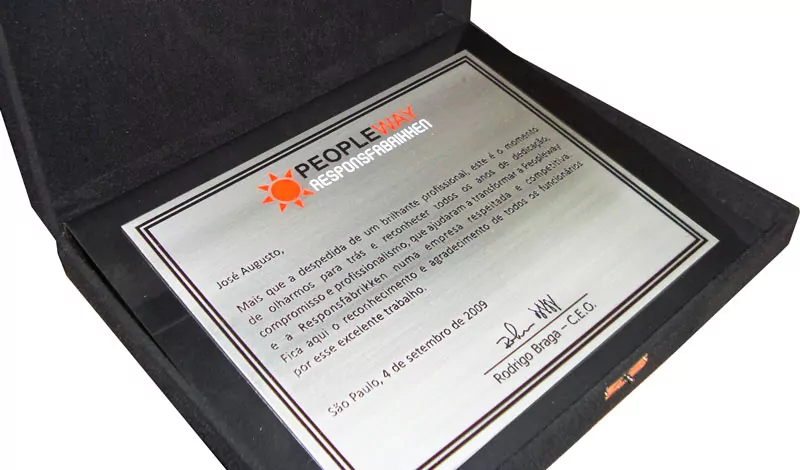 PEOPLEWAY
RESPONSFABRIKKEN
José Augusto,
Mais que a despedida de um brilhante profissional, este é o momento
de olharmos para trás e reconhecer todos os anos de dedicação,
compromisso e profissionalismo, que ajudaram a transformar a Peopleway
e a Responsfabrikken numa empresa respeitada e competitiva.
Fica aqui o reconhecimento e agradecimento de todos os funcionários
por esse excelente trabalho.
São Paulo, 4 de setembro de 2009
Rodrigo Braga – C.E.O.